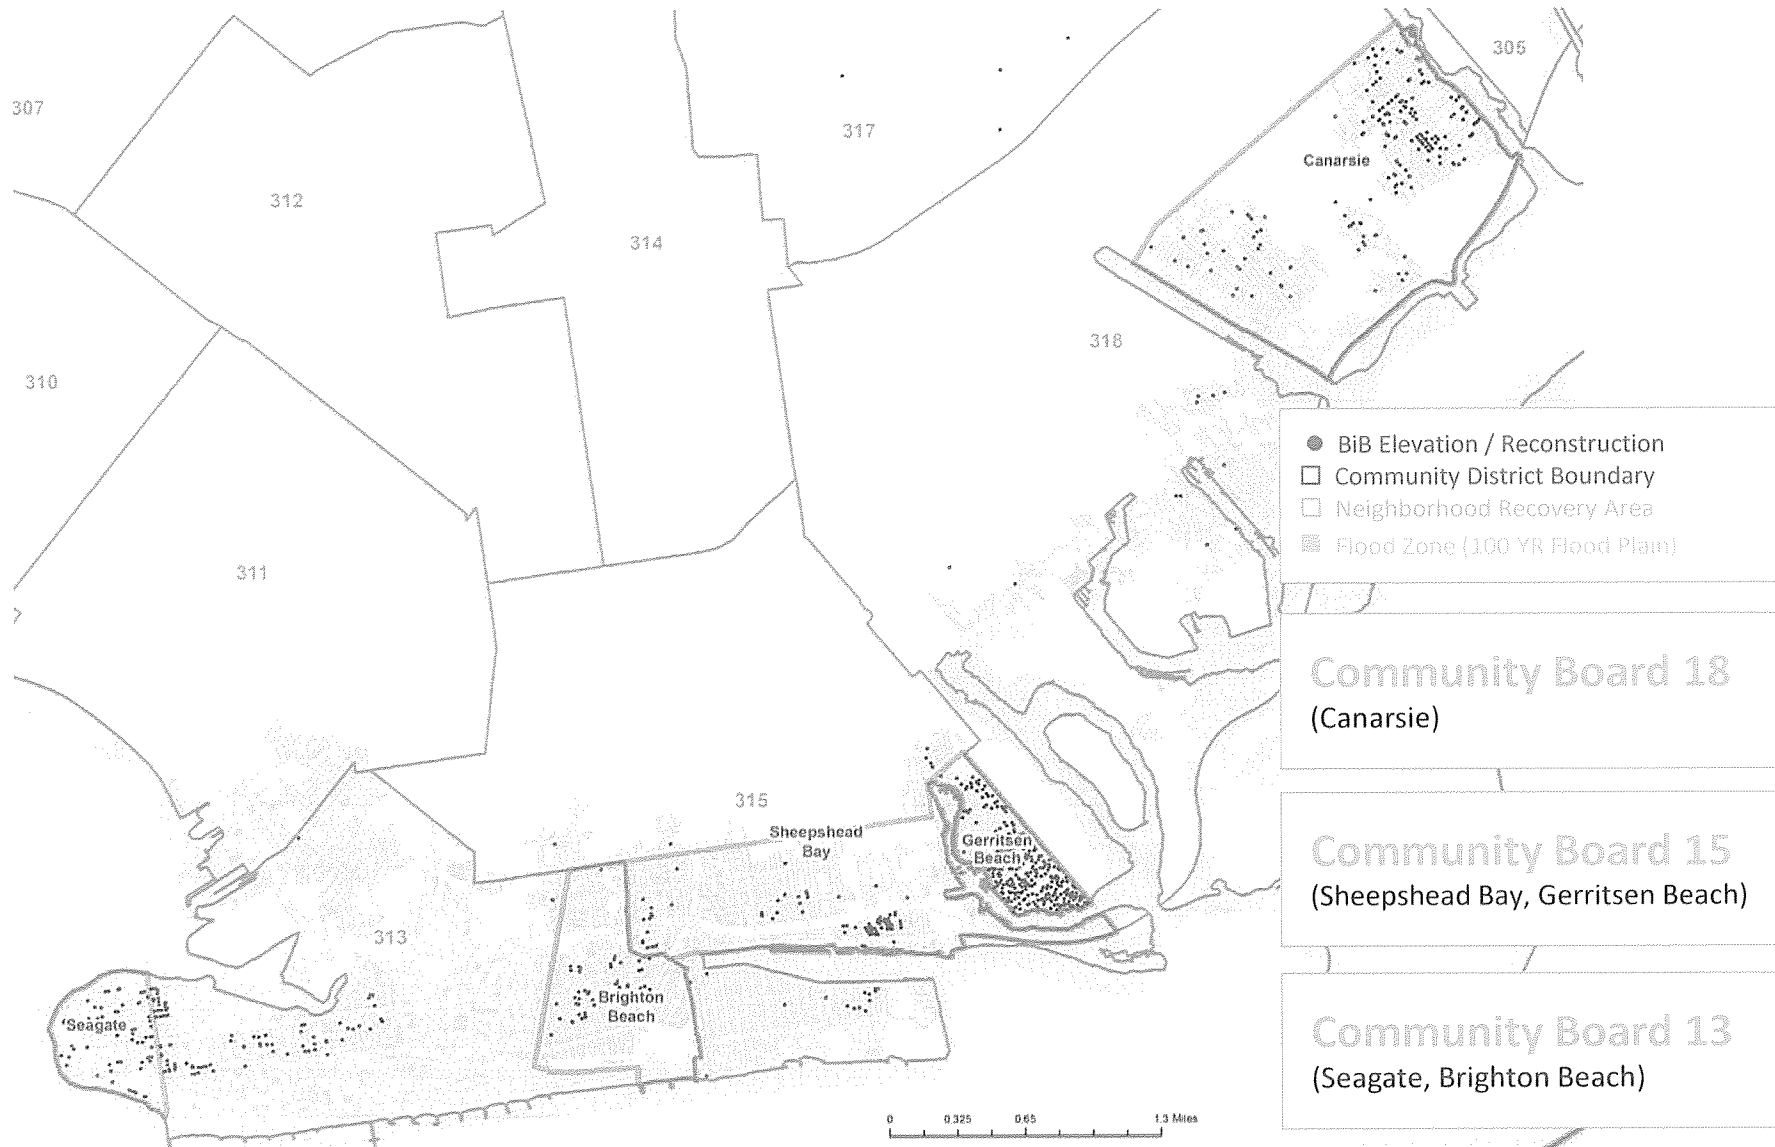 305
307
317
Canarsie
312
314
318
310
BiB Elevation / Reconstruction
Community District Boundary
Neighborhood Recovery Area
Flood Zone (100 YR Flood Plain)
311
Community Board 18
(Canarsie)
315
Sheepshead
Bay
Gerritsen
Beach
Community Board 15
(Sheepshead Bay, Gerritsen Beach)
313
Brighton
Beach
Seagate
Community Board 13
(Seagate, Brighton Beach)
0 0.325 0.65 1.3 Miles